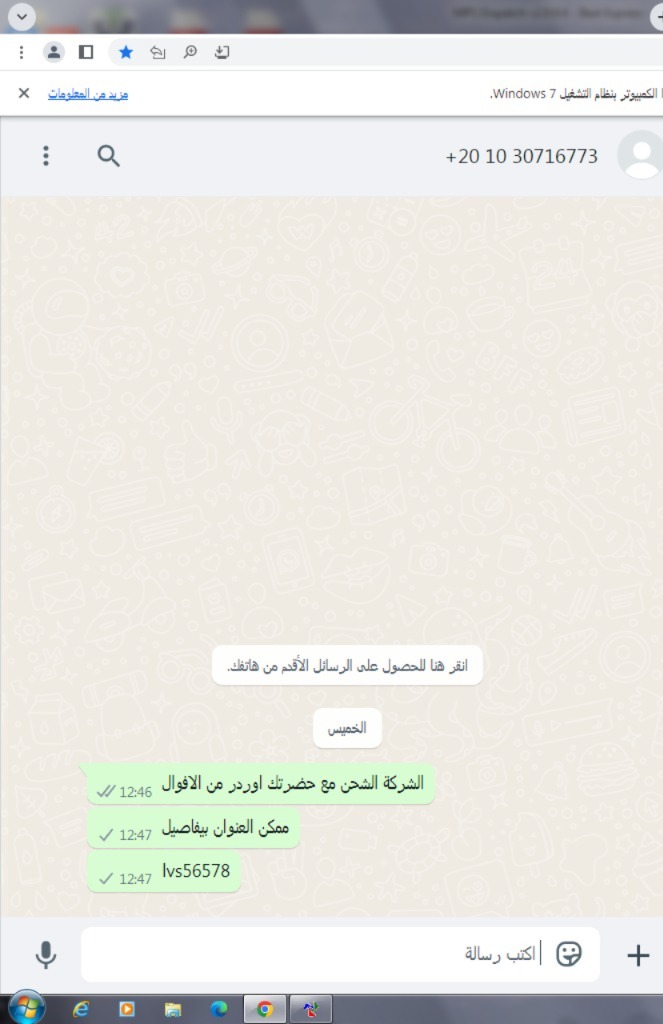 مزيد من المعلومات
الكمبيوتر بنظام التشغيل Windows 7.
+20 10 30716773
انقر هنا للحصول على الرسائل الأقدم من هاتفك.
الخميس
الشركة الشحن مع حضرتك اوردر من الافوال
12:46
ممكن العنوان بيفاصيل
12:47
lvs56578
12:47
اكتب رسالة